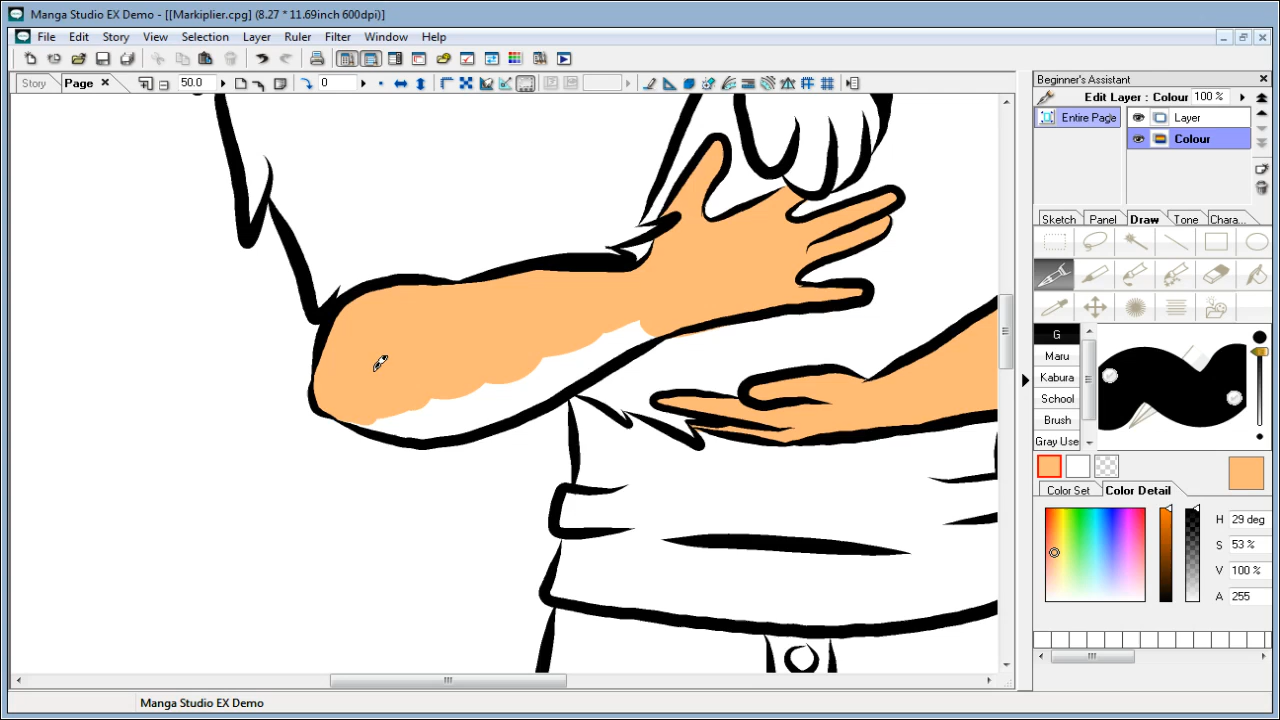 Manga Studio EX Demo - [[Markiplier.cpg] (8.27 * 11.69inch 600dpi)]
File Edit Story View Selection Layer Ruler Filter Window Help
Story Page 50.0 0
Beginner's Assistant
Edit Layer : Colour 100 %
Entire Page
Layer
Colour
Sketch Panel Draw Tone Chara...
G
Maru
Kabura
School
Brush
Gray Use
Color Set Color Detail
H 29 deg
S 53 %
V 100 %
A 255
Manga Studio EX Demo